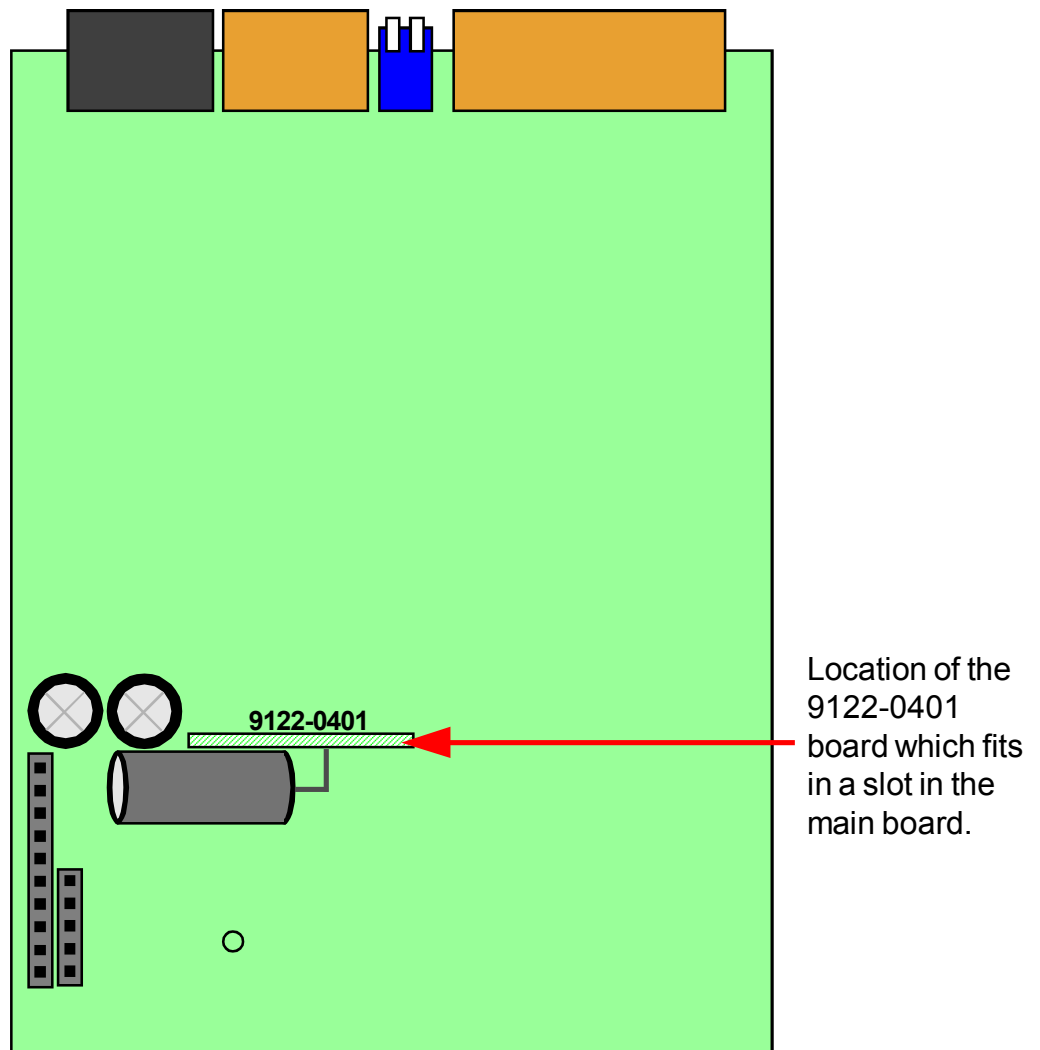 9122-0401
Location of the
9122-0401
board which fits
in a slot in the
main board.